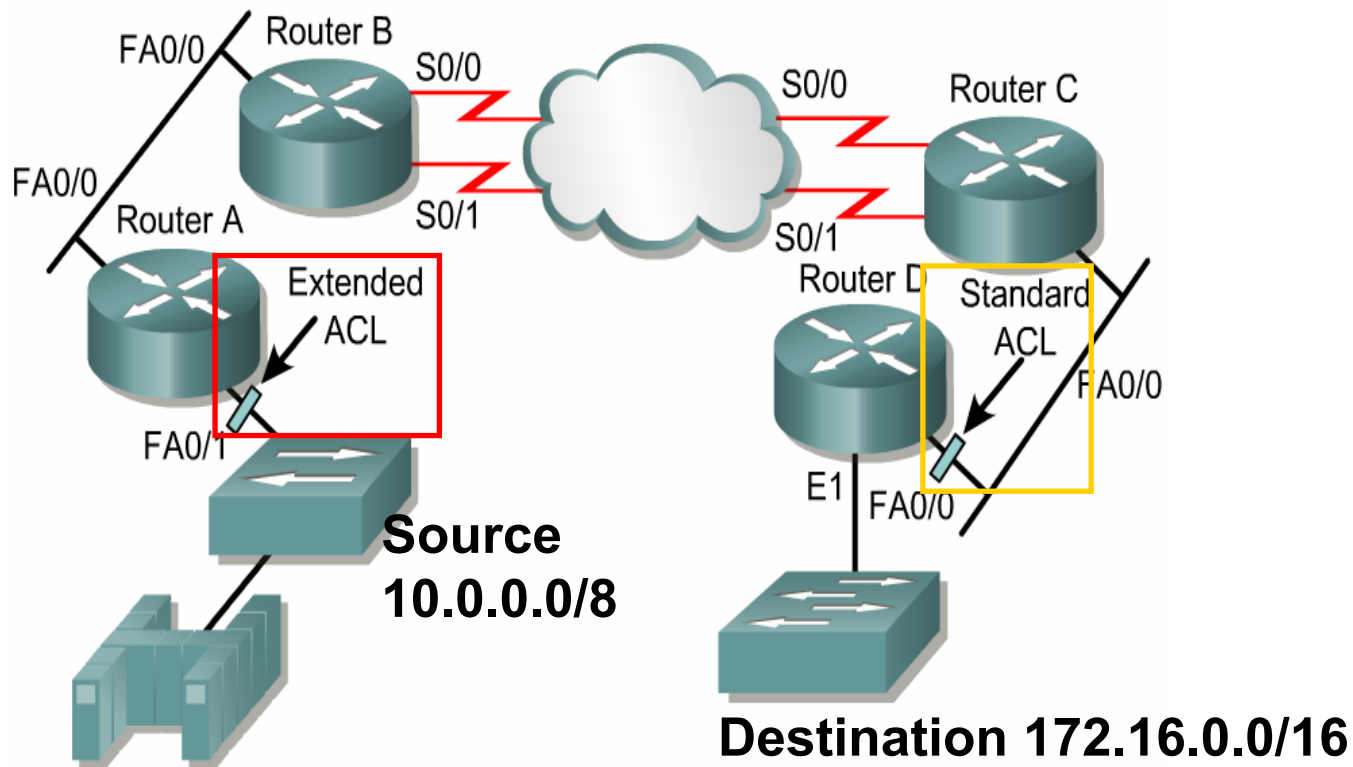 FA0/0
Router B
S0/0
S0/1
FA0/0
Router A
Extended
ACL
FA0/1
Source
10.0.0.0/8
S0/0
Router C
S0/1
Router D
Standard
ACL
FA0/0
E1
FA0/0
Destination 172.16.0.0/16